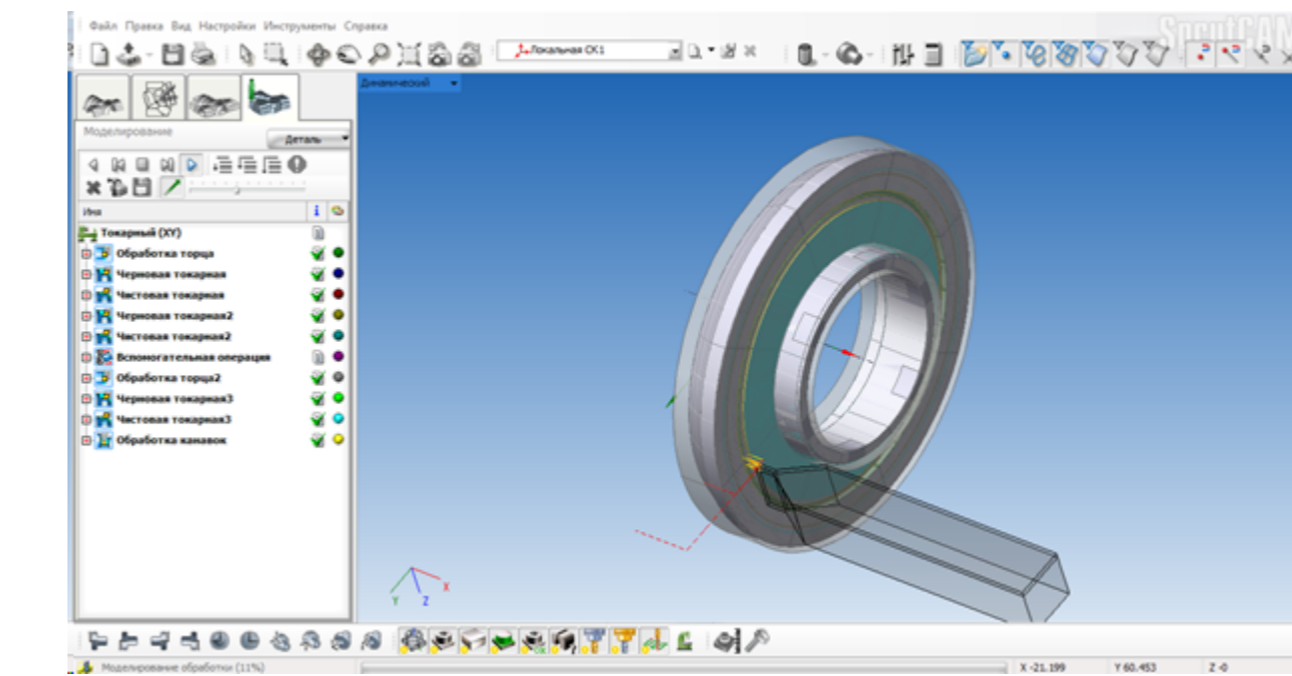 Файл Правка Вид Настройки Инструменты Справка
SprutCAM
Локальная СК1
Динамический
Моделирование
Деталь
Имя
Токарный (XY)
Обработка торца
Черновая токарная
Чистовая токарная
Черновая токарная2
Чистовая токарная2
Вспомогательная операция
Обработка торца2
Черновая токарная3
Чистовая токарная3
Обработка канавок
X
Y
Z
Моделирование обработки (11%)
X -21.199 Y 60.453 Z -0